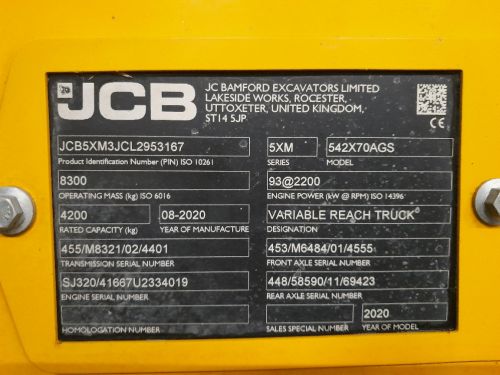 JCB
JC BAMFORD EXCAVATORS LIMITED
LAKESIDE WORKS, ROCESTER,
UTTOXETER, UNITED KINGDOM,
ST14 5JP
JCB5XM3JCL2953167 5XM 542X70AGS
Product Identification Number (PIN) ISO 10261 SERIES MODEL
8300 93@2200
OPERATING MASS (kg) ISO 6016 ENGINE POWER (kW @ RPM) ISO 14396
4200 08-2020 VARIABLE REACH TRUCK
RATED CAPACITY (kg) YEAR OF MANUFACTURE DESIGNATION
455/M8321/02/4401 453/M6484/01/4555
TRANSMISSION SERIAL NUMBER FRONT AXLE SERIAL NUMBER
SJ320/41667U2334019 448/58590/11/69423
ENGINE SERIAL NUMBER REAR AXLE SERIAL NUMBER
2020
HOMOLOGATION NUMBER SALES SPECIAL NUMBER YEAR OF MODEL